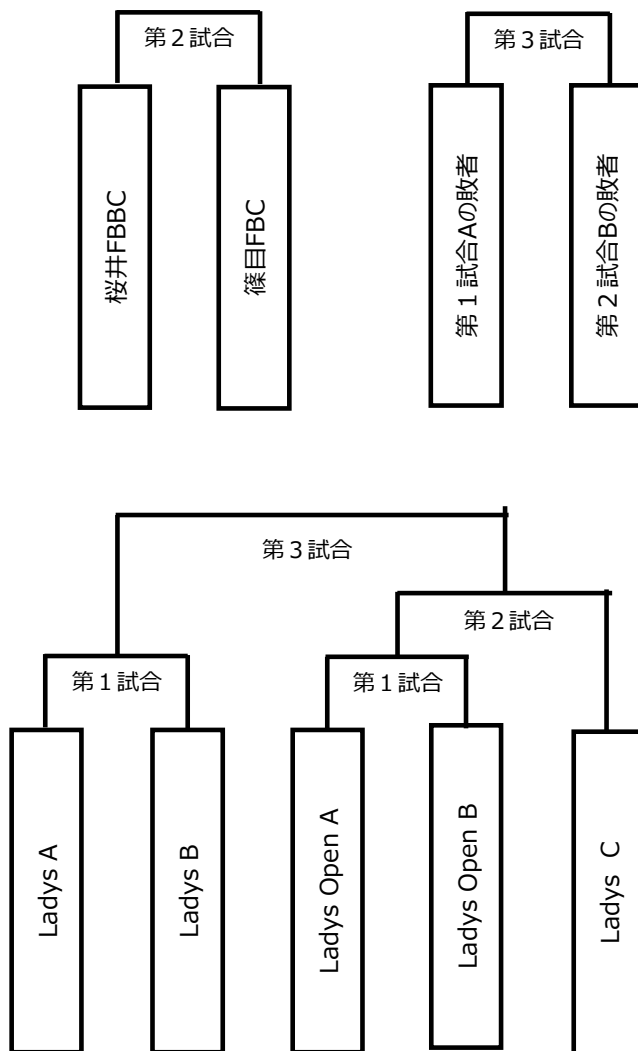 第２試合
第３試合
桜井FBBC
篠目FBC
第１試合Aの敗者
第２試合Bの敗者
第３試合
第２試合
第１試合
第１試合
Ladys A
Ladys B
Ladys Open A
Ladys Open B
Ladys C